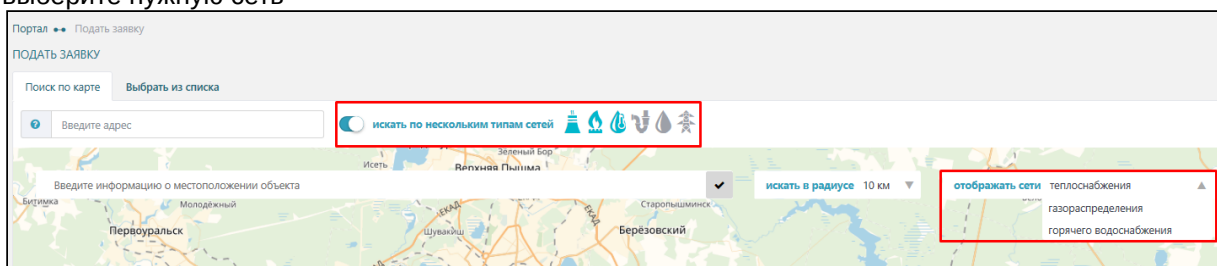 выберите нужную сеть
Портал Подать заявку
ПОДАТЬ ЗАЯВКУ
Поиск по карте Выбрать из списка
Введите адрес искать по нескольким типам сетей
Зеленый Бор
Исеть Верхняя Пышма
Введите информацию о местоположении объекта искать в радиусе 10 км отображать сети теплоснабжения
Битимка Молодёжный ЕКАД ЕКАД Старопышминск газораспределения
Первоуральск Шувакиш Берёзовский горячего водоснабжения